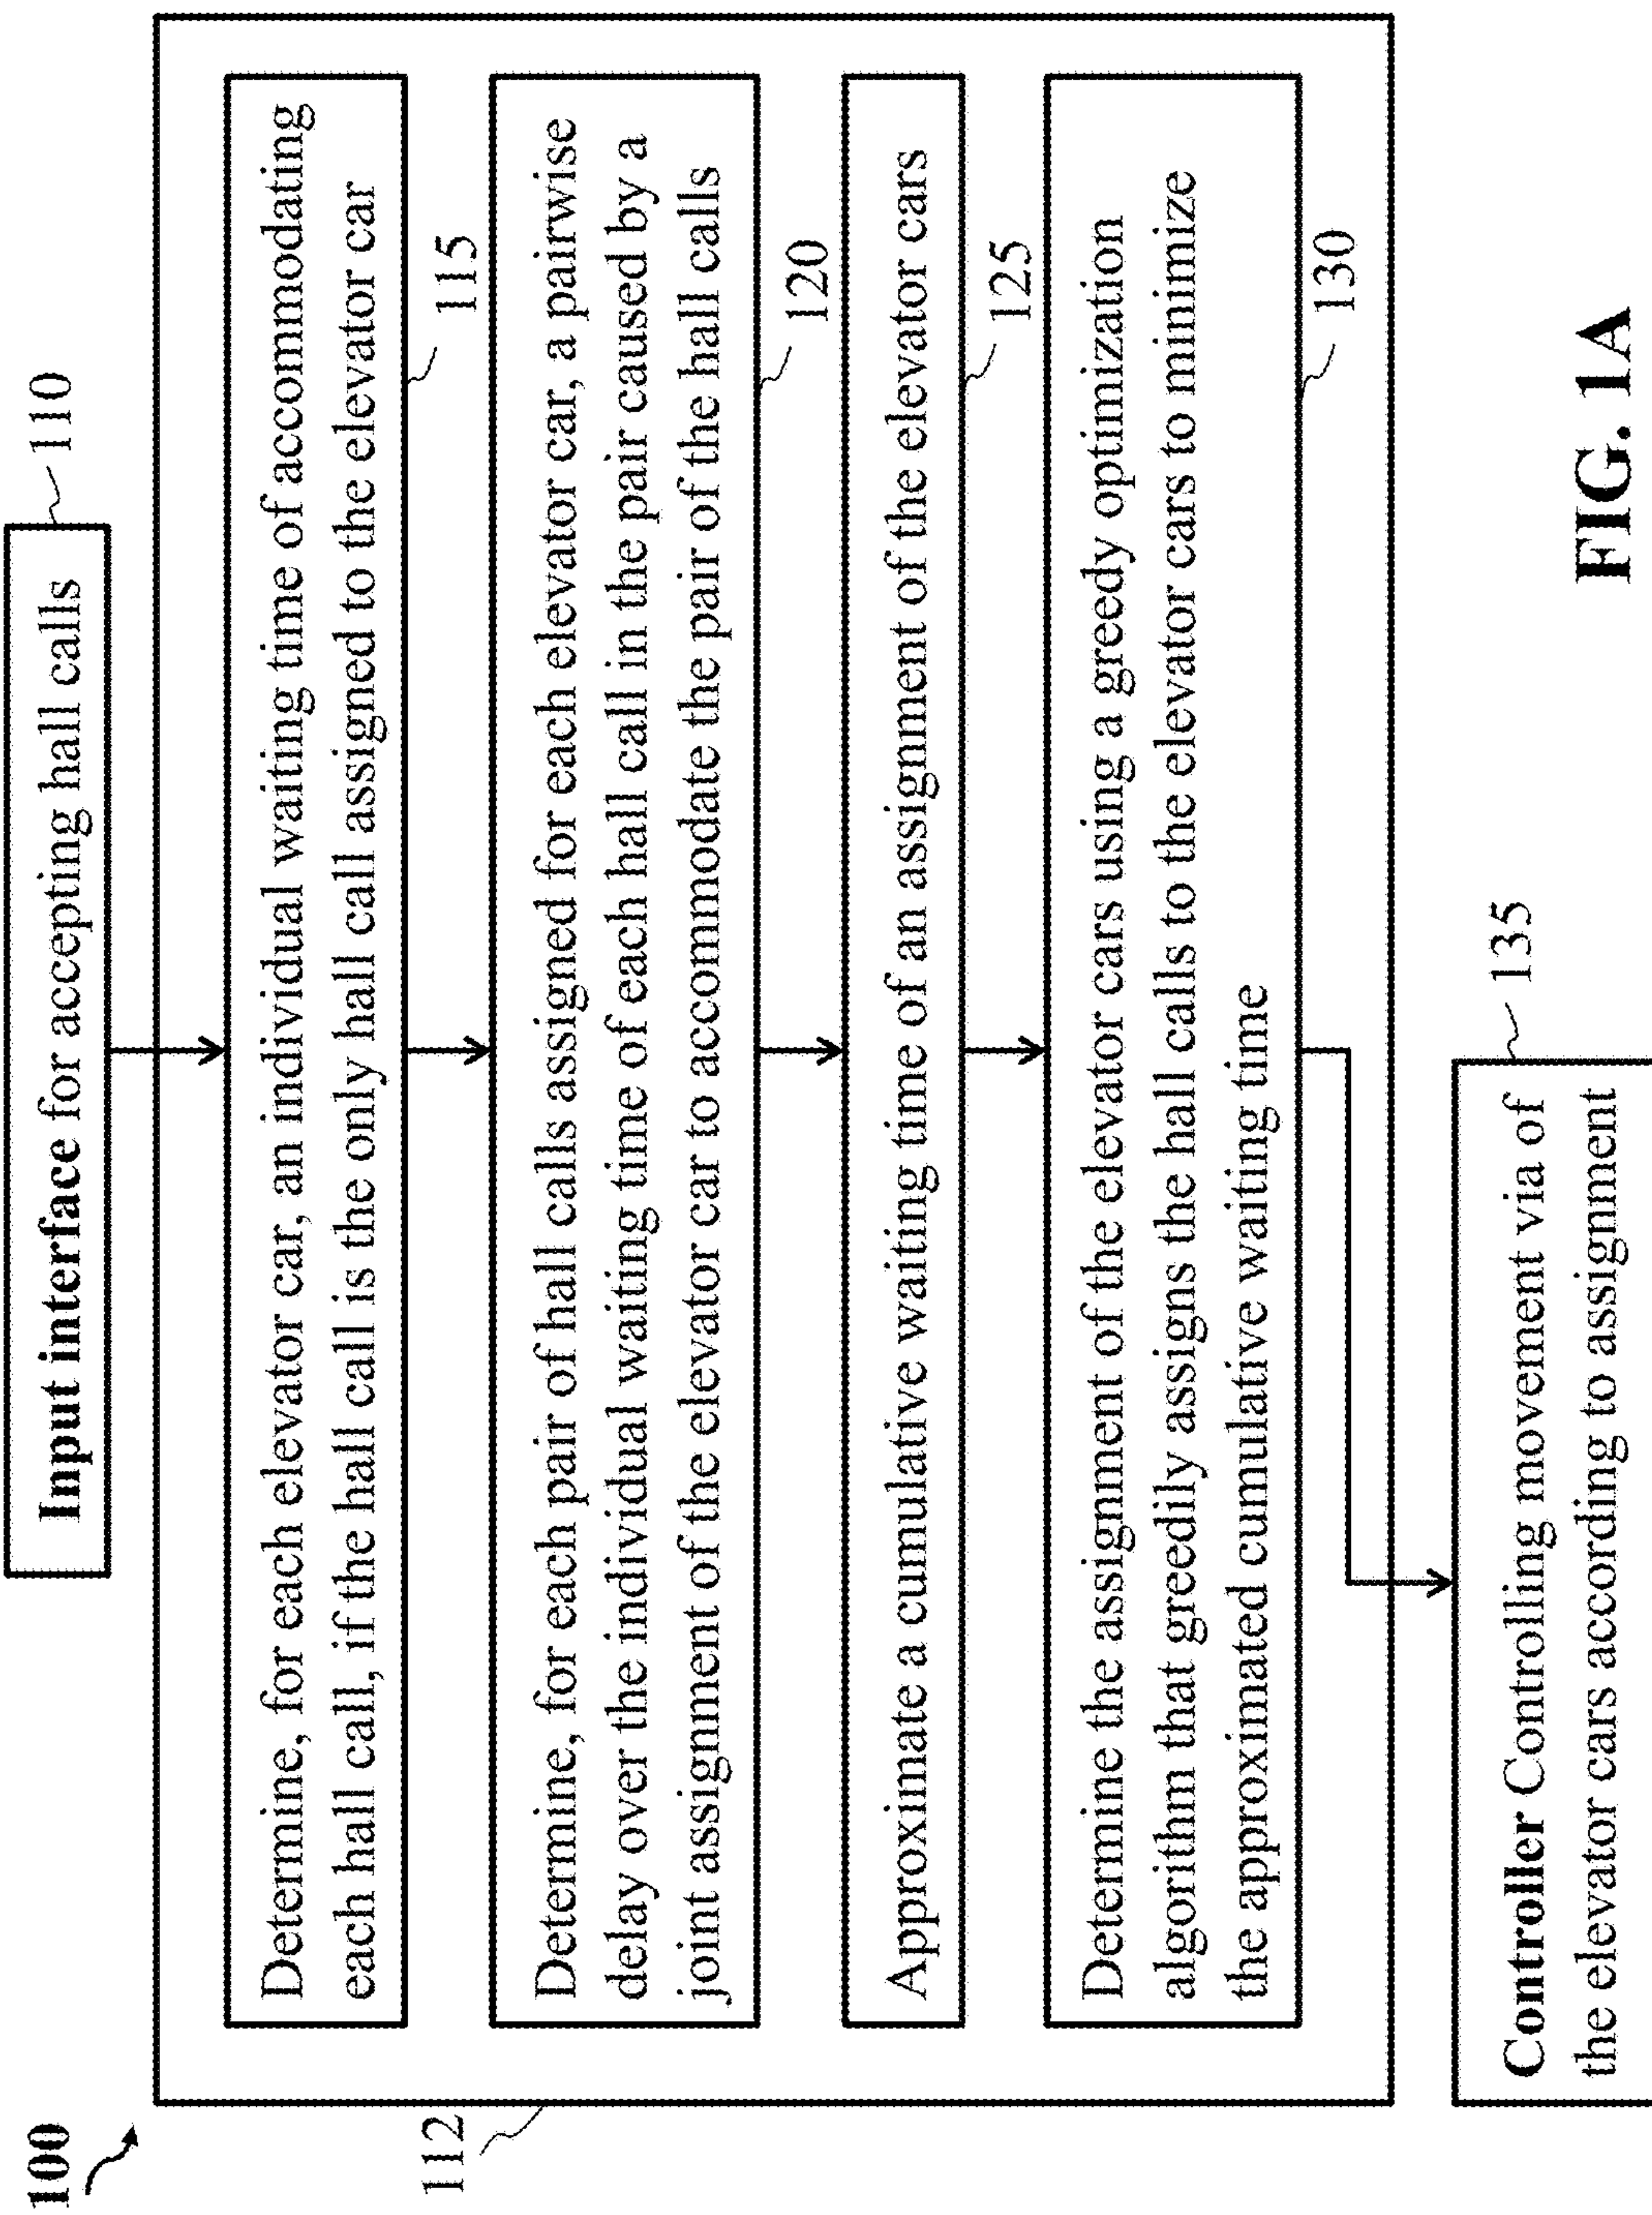 100
Input interface for accepting hall calls
110
112
Determine, for each elevator car, an individual waiting time of accommodating
each hall call, if the hall call is the only hall call assigned to the elevator car
115
Determine, for each pair of hall calls assigned for each elevator car, a pairwise
delay over the individual waiting time of each hall call in the pair caused by a
joint assignment of the elevator car to accommodate the pair of the hall calls
120
Approximate a cumulative waiting time of an assignment of the elevator cars
125
Determine the assignment of the elevator cars using a greedy optimization
algorithm that greedily assigns the hall calls to the elevator cars to minimize
the approximated cumulative waiting time
130
Controller Controlling movement via of
the elevator cars according to assignment
135
FIG. 1A